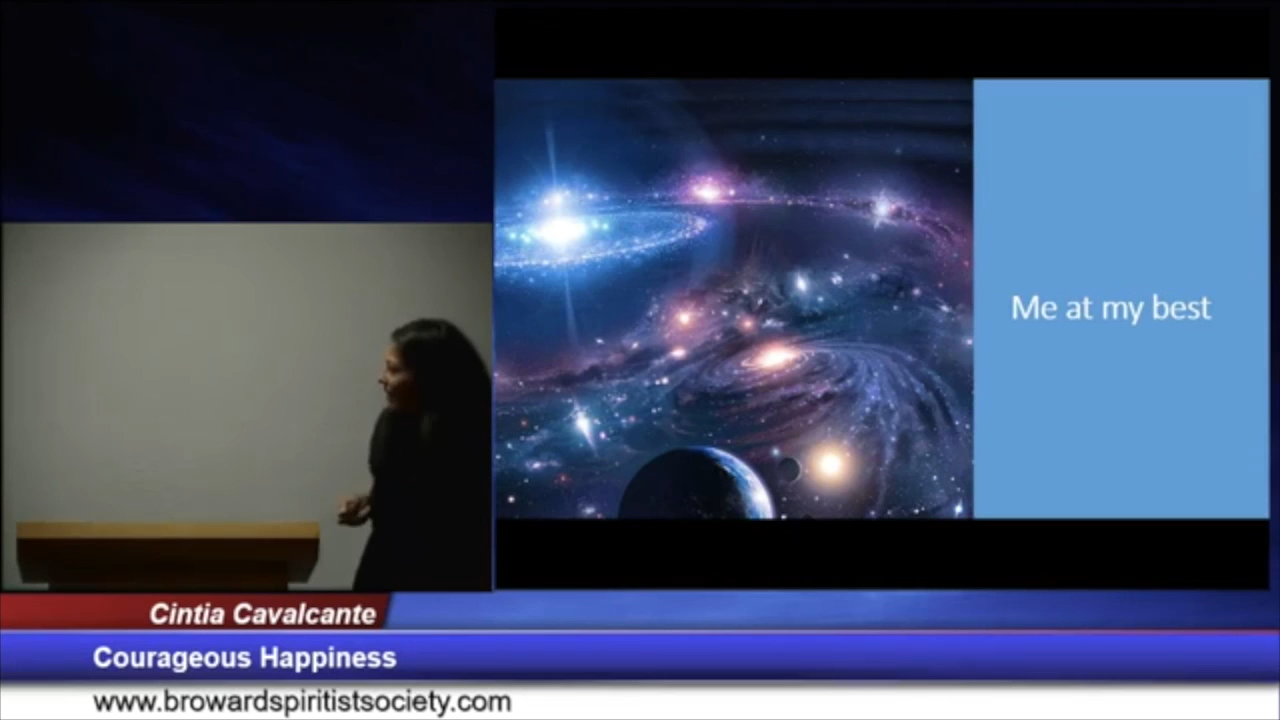 Me at my best
Cintia Cavalcante
Courageous Happiness
www.browardspiritistsociety.com